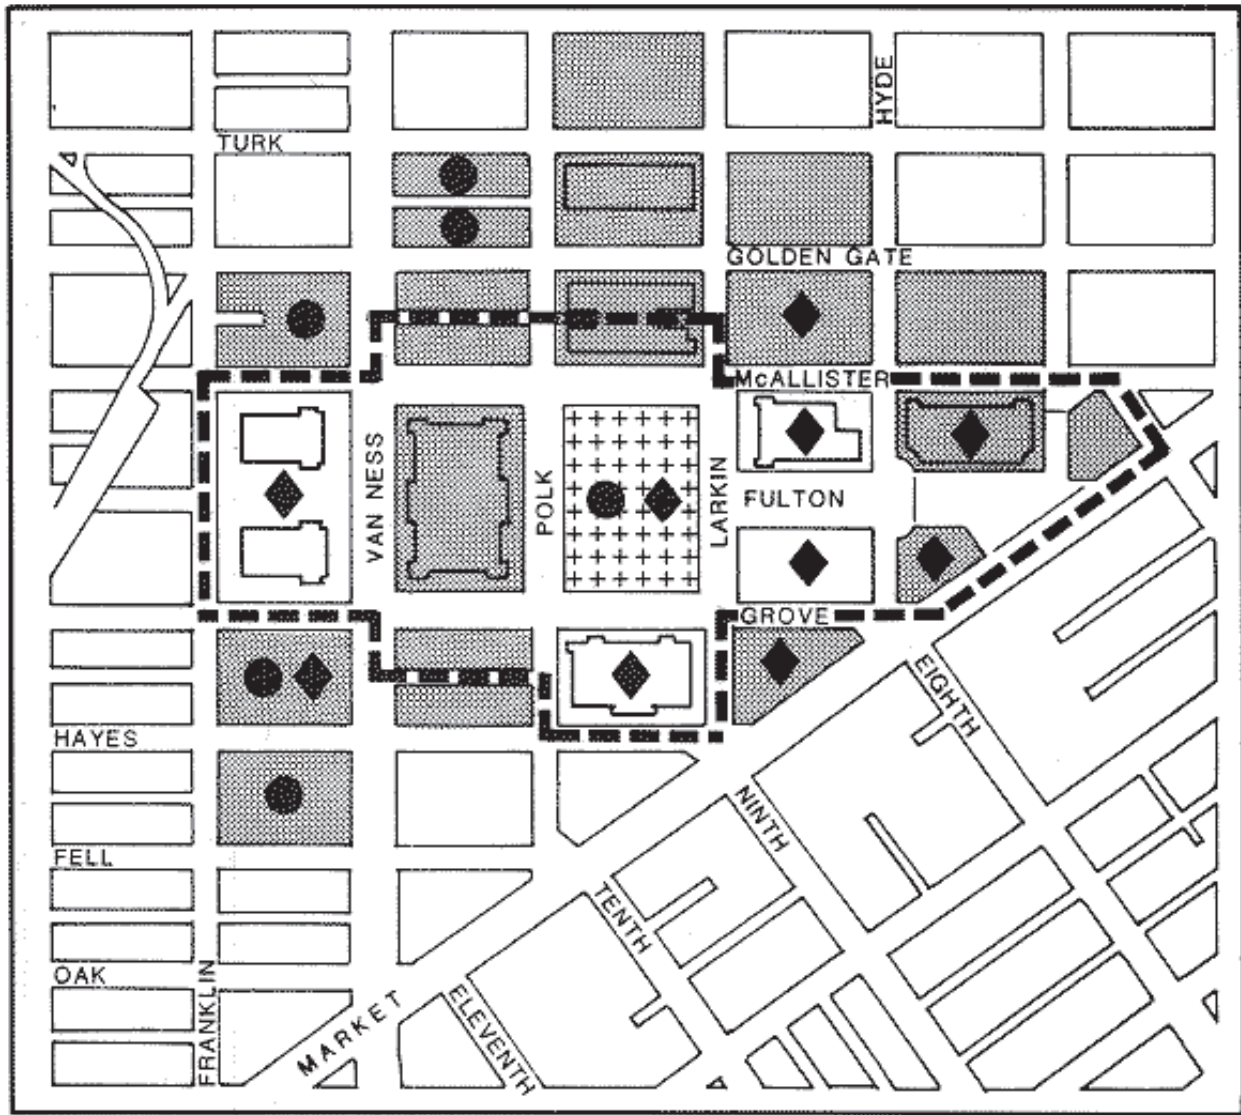 HYDE
TURK
GOLDEN GATE
McALLISTER
VAN NESS
POLK
LARKIN
FULTON
GROVE
EIGHTH
HAYES
NINTH
FELL
TENTH
OAK
FRANKLIN
MARKET
ELEVENTH